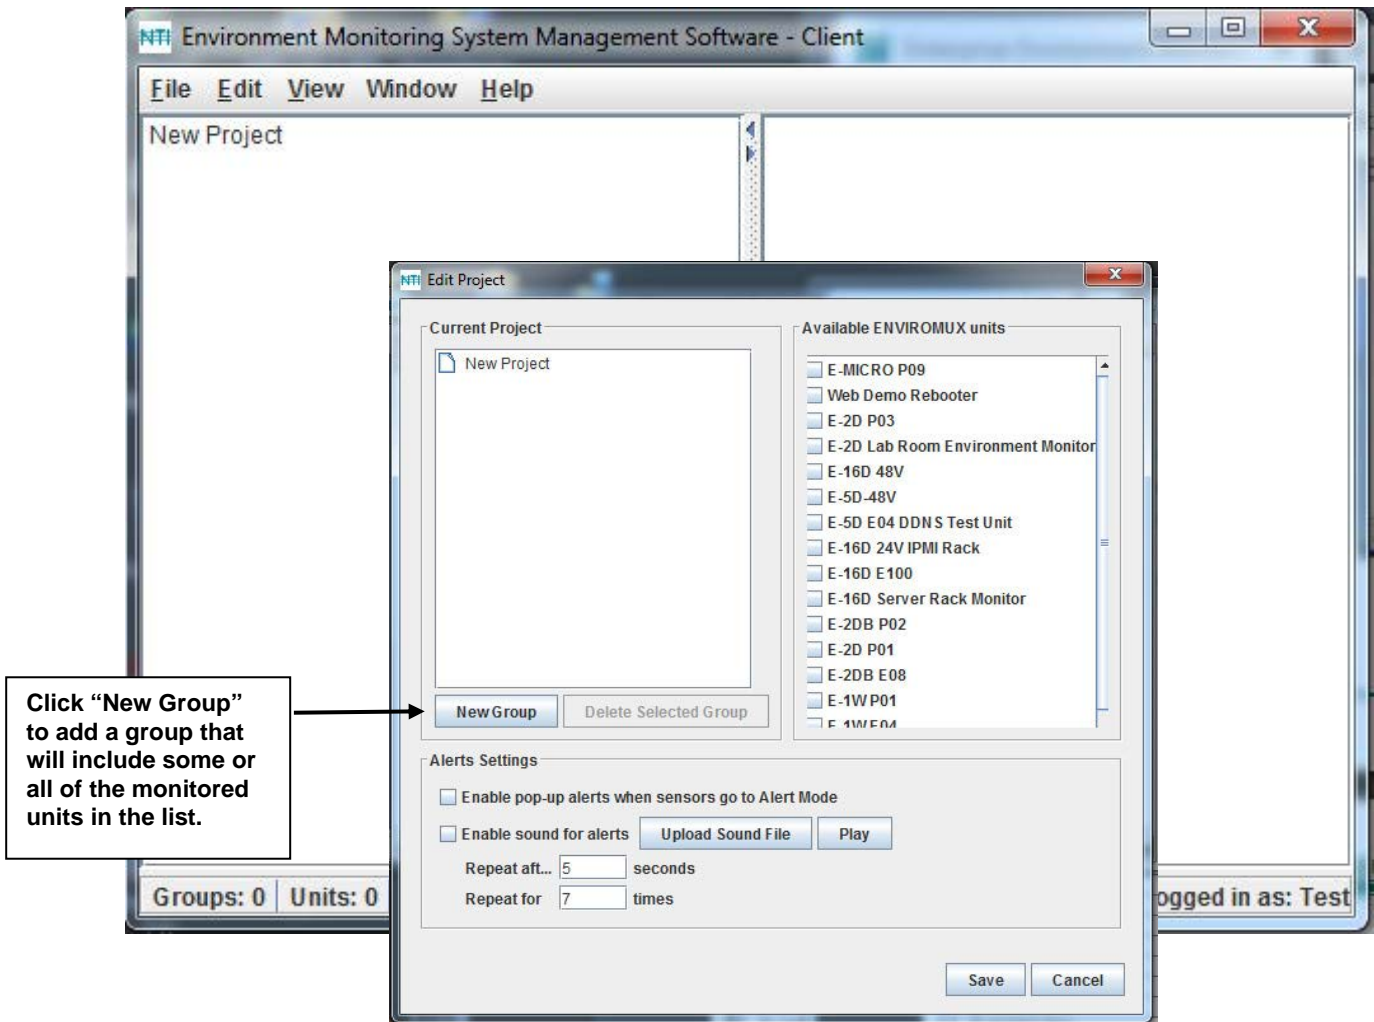 NTI Environment Monitoring System Management Software - Client
File Edit View Window Help
New Project
NTI Edit Project
Current Project
New Project
New Group Delete Selected Group
Available ENVIROMUX units
E-MICRO P09
Web Demo Rebooter
E-2D P03
E-2D Lab Room Environment Monitor
E-16D 48V
E-5D-48V
E-5D E04 DDNS Test Unit
E-16D 24V IPMI Rack
E-16D E100
E-16D Server Rack Monitor
E-2DB P02
E-2D P01
E-2DB E08
E-1W P01
E-1W E04
Click “New Group”
to add a group that
will include some or
all of the monitored
units in the list.
Alerts Settings
Enable pop-up alerts when sensors go to Alert Mode
Enable sound for alerts Upload Sound File Play
Repeat aft... 5 seconds
Repeat for 7 times
Save Cancel
Groups: 0 Units: 0
ogged in as: Test